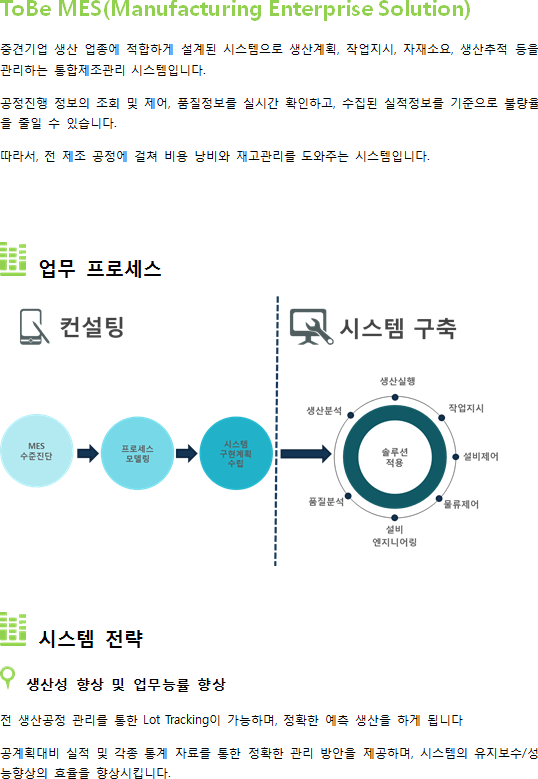 ToBe MES(Manufacturing Enterprise Solution)
중견기업 생산 업종에 적합하게 설계된 시스템으로 생산계획, 작업지시, 자재소요, 생산추적 등을
관리하는 통합제조관리 시스템입니다.
공정진행 정보의 조회 및 제어, 품질정보를 실시간 확인하고, 수집된 실적정보를 기준으로 불량율
을 줄일 수 있습니다.
따라서, 전 제조 공정에 걸쳐 비용 낭비와 재고관리를 도와주는 시스템입니다.
업무 프로세스
컨설팅
시스템 구축
MES
수준진단
프로세스
모델링
시스템
구현계획
수립
솔루션
적용
생산실행
작업지시
설비제어
물류제어
설비
엔지니어링
품질분석
생산분석
시스템 전략
생산성 향상 및 업무능률 향상
전 생산공정 관리를 통한 Lot Tracking이 가능하며, 정확한 예측 생산을 하게 됩니다
공계획대비 실적 및 각종 통계 자료를 통한 정확한 관리 방안을 제공하며, 시스템의 유지보수/성
능향상의 효율을 향상시킵니다.